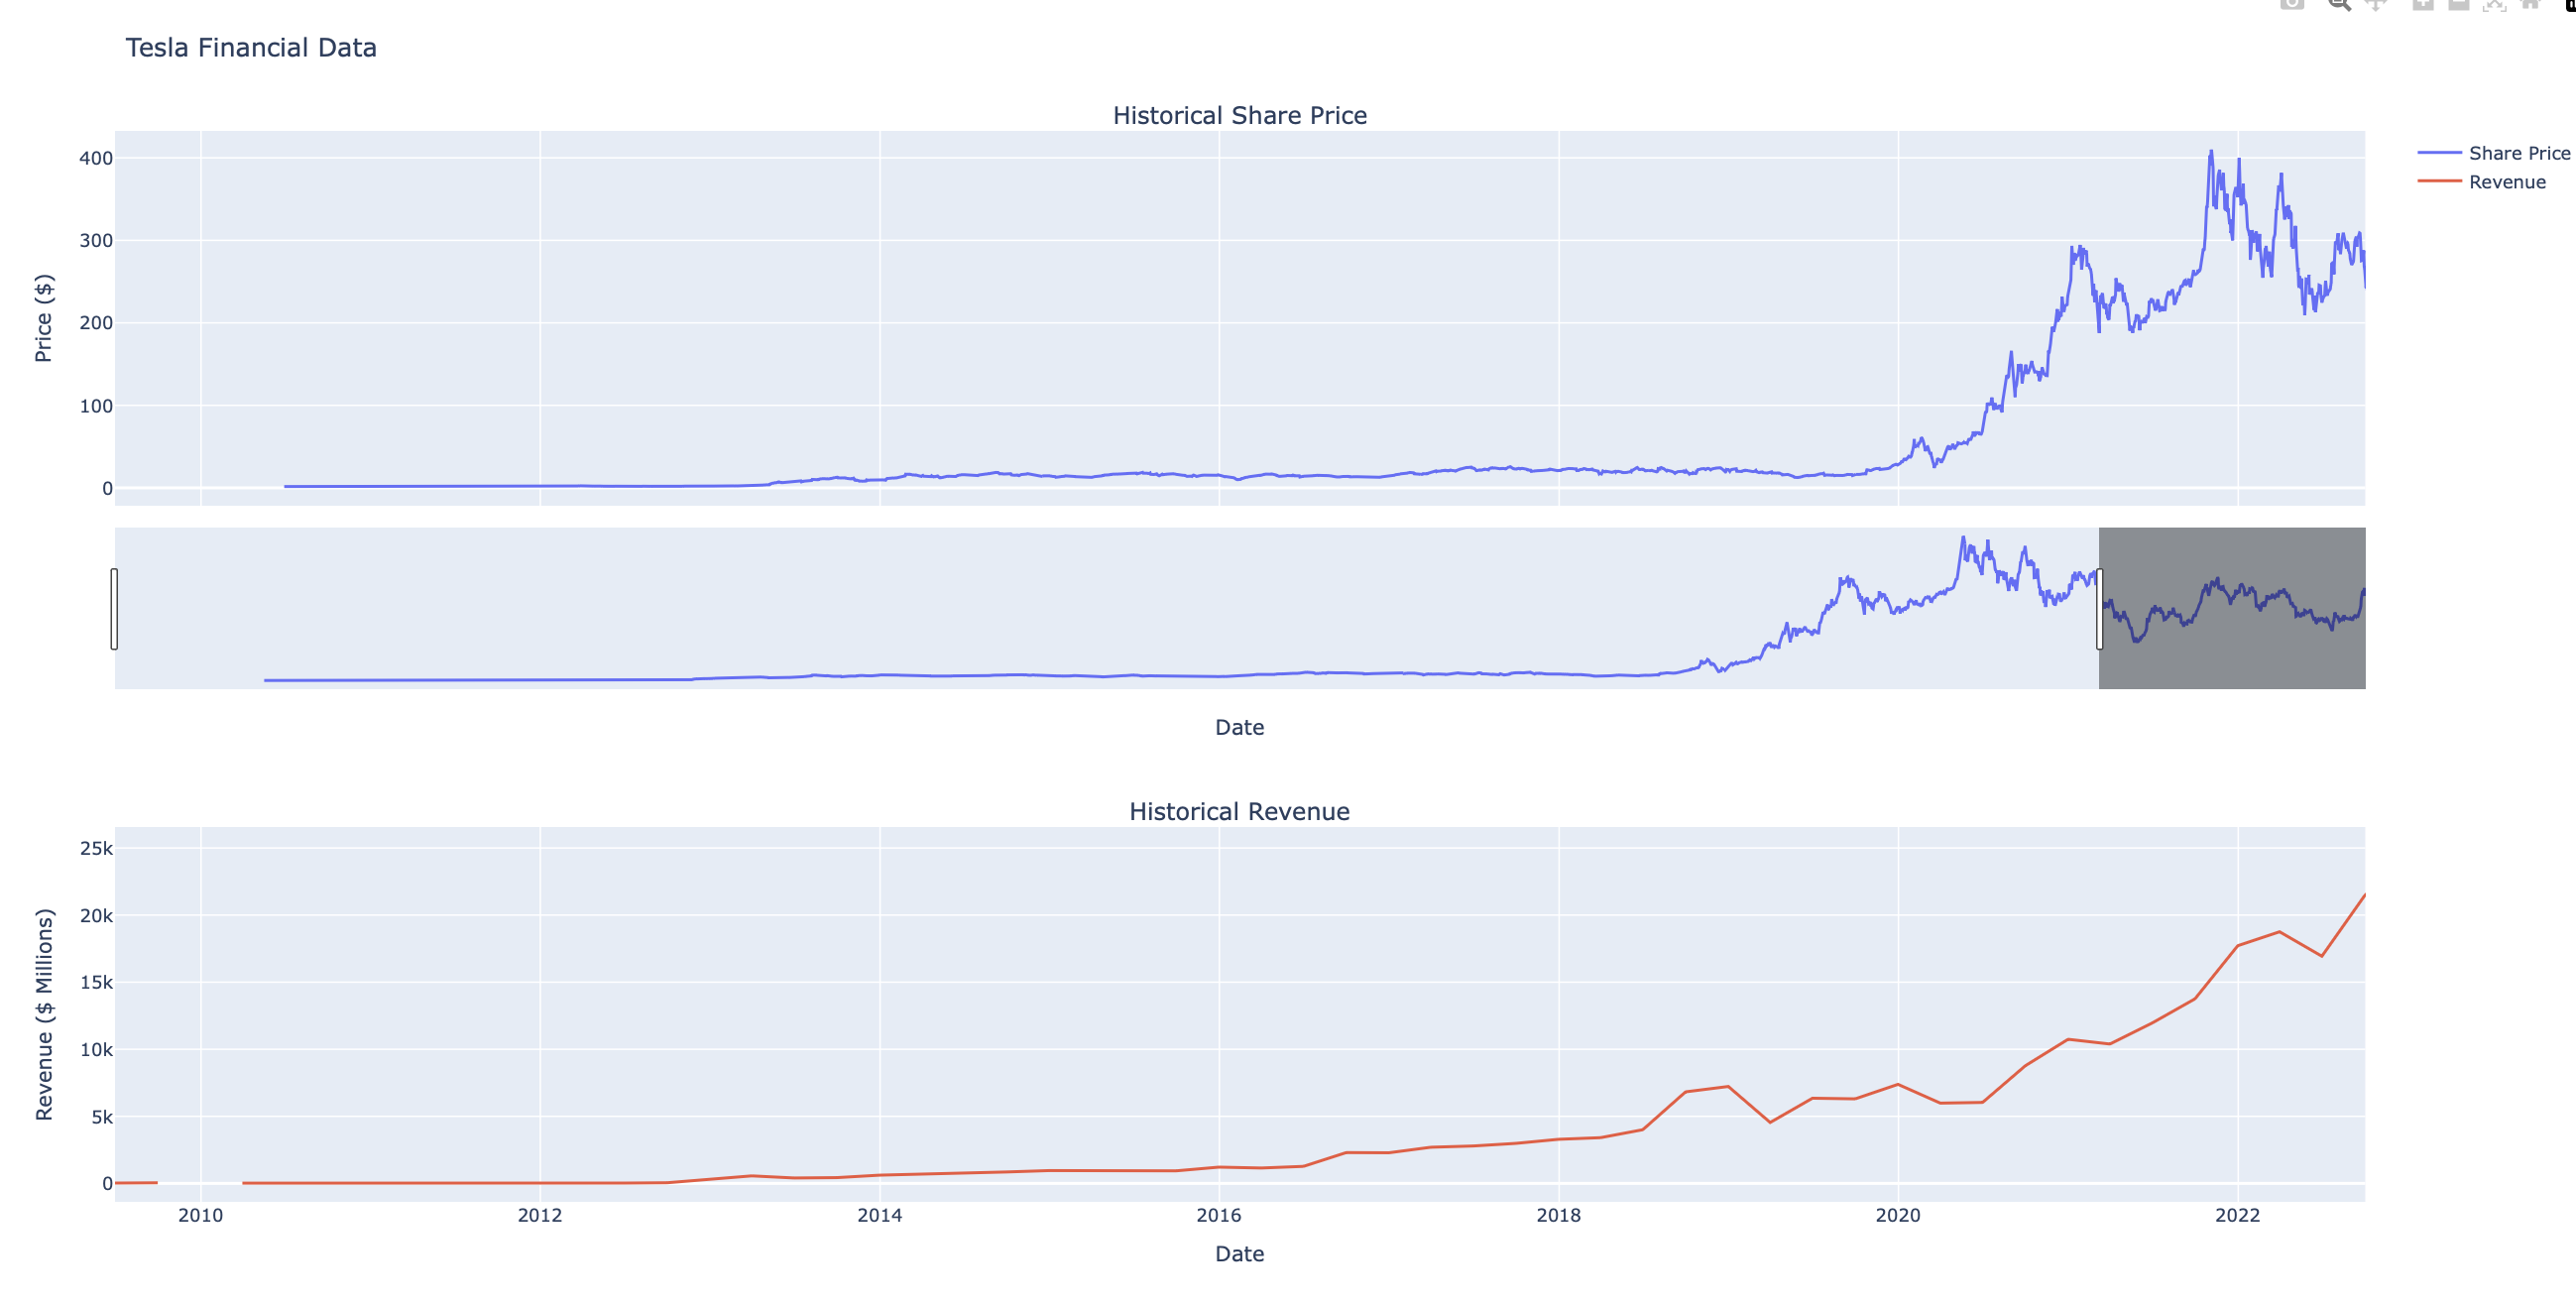 Tesla Financial Data
Historical Share Price
400
300
200
100
0
Price ($)
Share Price
Revenue
Date
Historical Revenue
25k
20k
15k
10k
5k
0
Revenue ($ Millions)
2010 2012 2014 2016 2018 2020 2022
Date